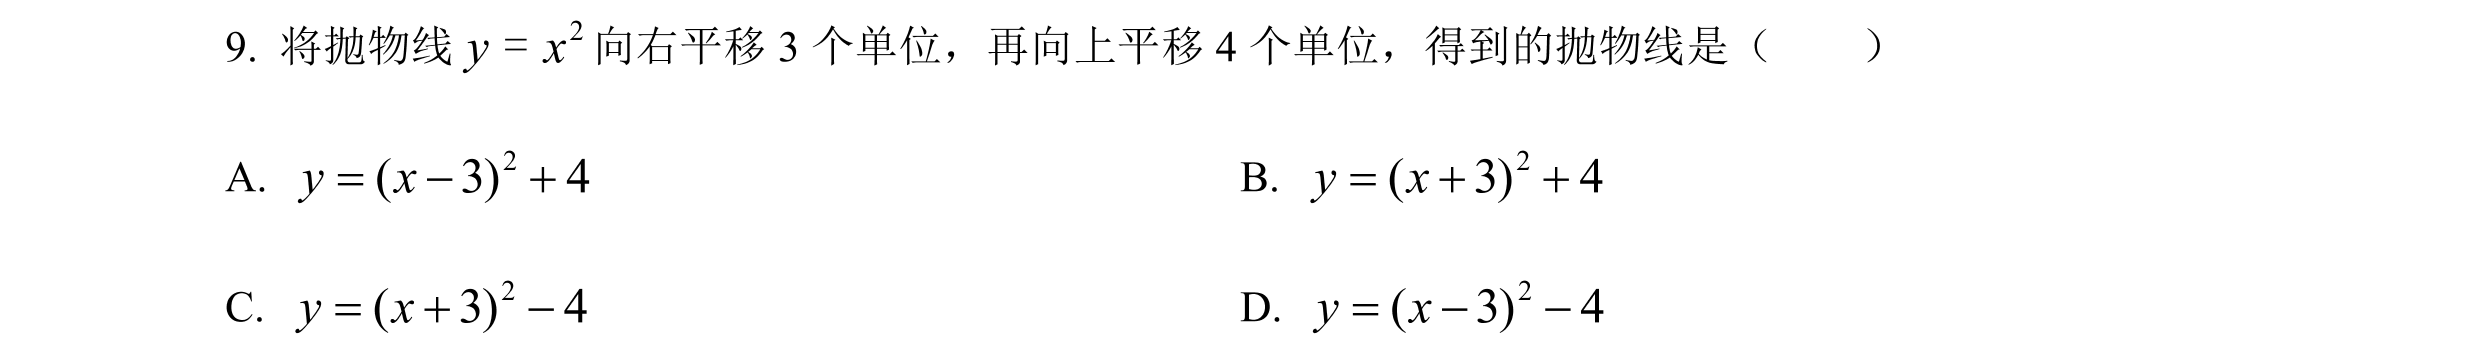 9. 将抛物线 y = x² 向右平移 3 个单位，再向上平移 4 个单位，得到的抛物线是（　　）
A. y = (x − 3)² + 4　　B. y = (x + 3)² + 4
C. y = (x + 3)² − 4　　D. y = (x − 3)² − 4